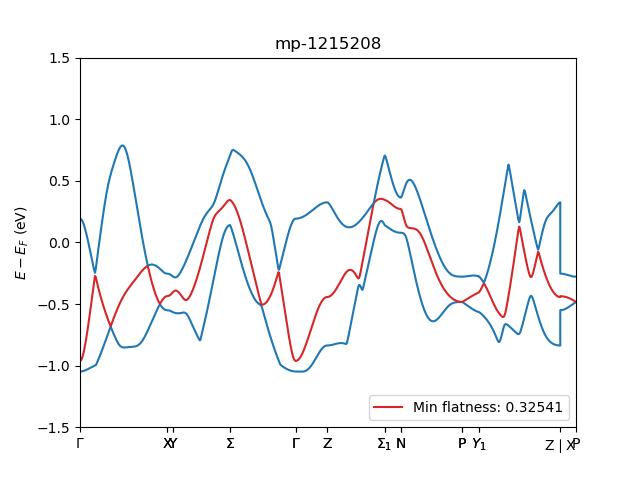 mp-1215208
E − E_F (eV)
1.5
1.0
0.5
0.0
−0.5
−1.0
−1.5
Min flatness: 0.32541
Γ X Y Σ Γ Z Σ₁ N P Y₁ Z | X P